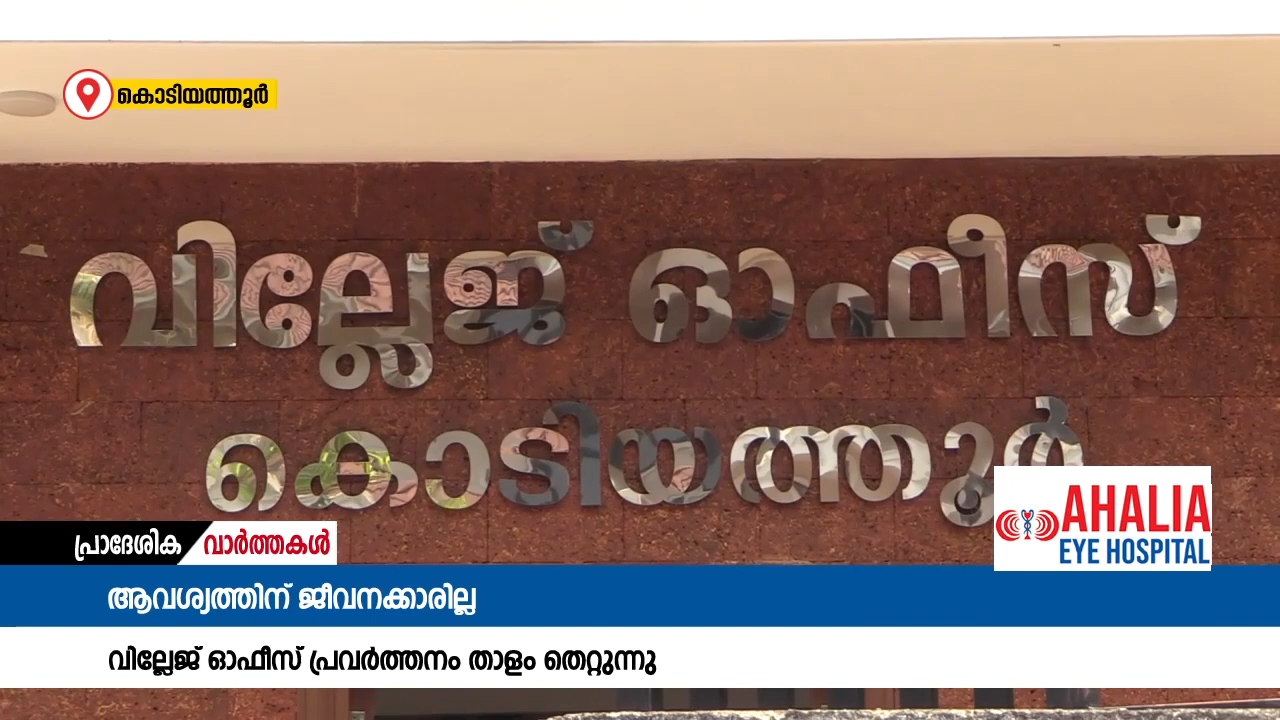 കൊടിയത്തൂർ
വില്ലേജ് ഓഫീസ്
കൊടിയത്തൂർ
AHALIA
EYE HOSPITAL
പ്രാദേശിക വാർത്തകൾ
ആവശ്യത്തിന് ജീവനക്കാരില്ല
വില്ലേജ് ഓഫീസ് പ്രവർത്തനം താളം തെറ്റുന്നു